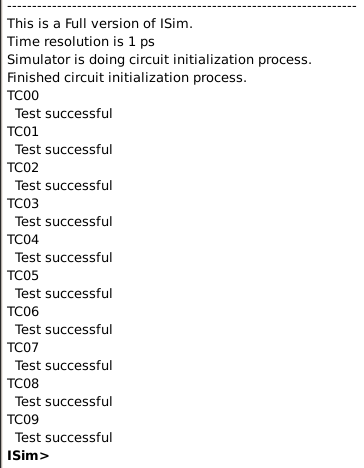 This is a Full version of ISim.
Time resolution is 1 ps
Simulator is doing circuit initialization process.
Finished circuit initialization process.
TC00
Test successful
TC01
Test successful
TC02
Test successful
TC03
Test successful
TC04
Test successful
TC05
Test successful
TC06
Test successful
TC07
Test successful
TC08
Test successful
TC09
Test successful
ISim>